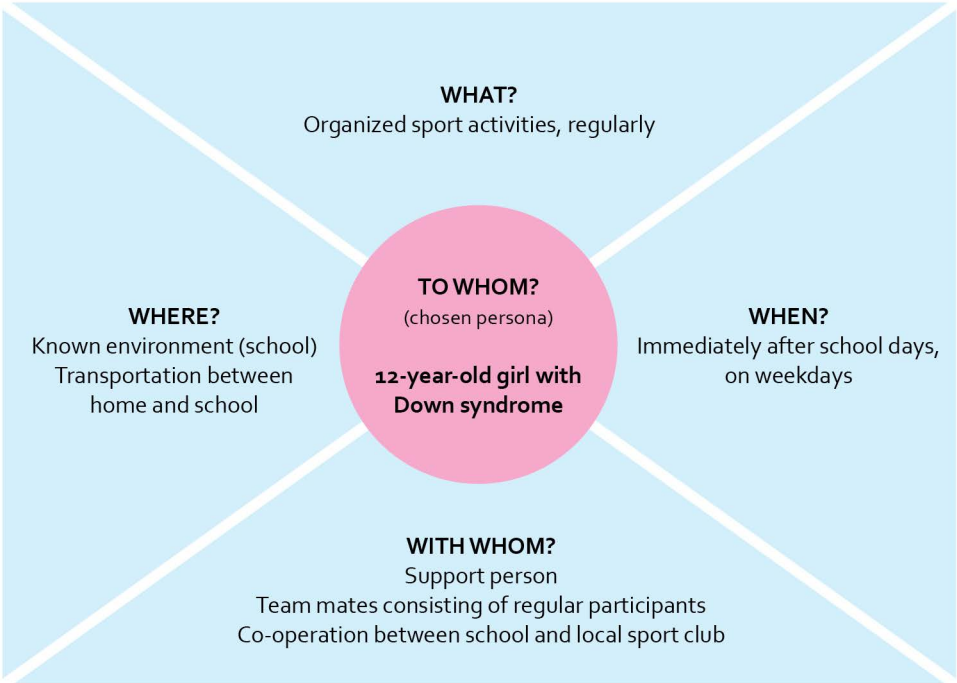 WHAT?
Organized sport activities, regularly
TO WHOM?
(chosen persona)
12-year-old girl with
Down syndrome
WHERE?
Known environment (school)
Transportation between
home and school
WHEN?
Immediately after school days,
on weekdays
WITH WHOM?
Support person
Team mates consisting of regular participants
Co-operation between school and local sport club